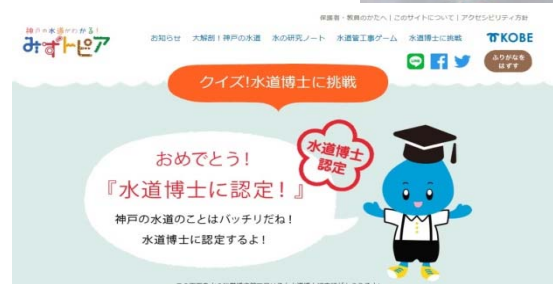 保護者・教員のかたへ | このサイトについて | アクセシビリティ方針
神戸の水道がわかる!
みずトピア
お知らせ 大解剖!神戸の水道 水の研究ノート 水道管工事ゲーム 水道博士に挑戦
KOBE
ふりがなを
はずす
クイズ!水道博士に挑戦
おめでとう!
『水道博士に認定!』
神戸の水道のことはバッチリだね!
水道博士に認定するよ!
水道博士
認定